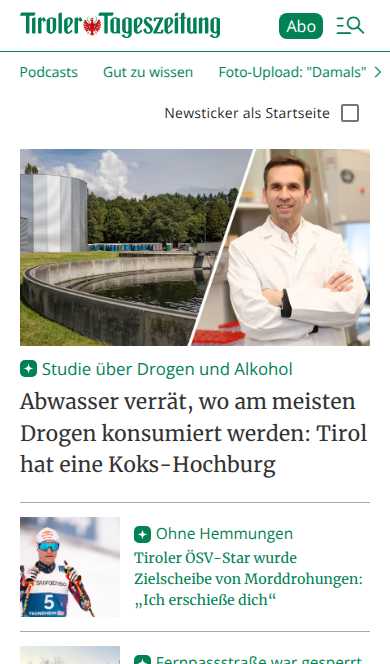 Tiroler Tageszeitung
Abo
Podcasts Gut zu wissen Foto-Upload: "Damals"
Newsticker als Startseite
Studie über Drogen und Alkohol
Abwasser verrät, wo am meisten
Drogen konsumiert werden: Tirol
hat eine Koks-Hochburg
Ohne Hemmungen
Tiroler ÖSV-Star wurde
Zielscheibe von Morddrohungen:
„Ich erschieße dich“
5
TRONDHEIM
Fernpassstraße war gesperrt